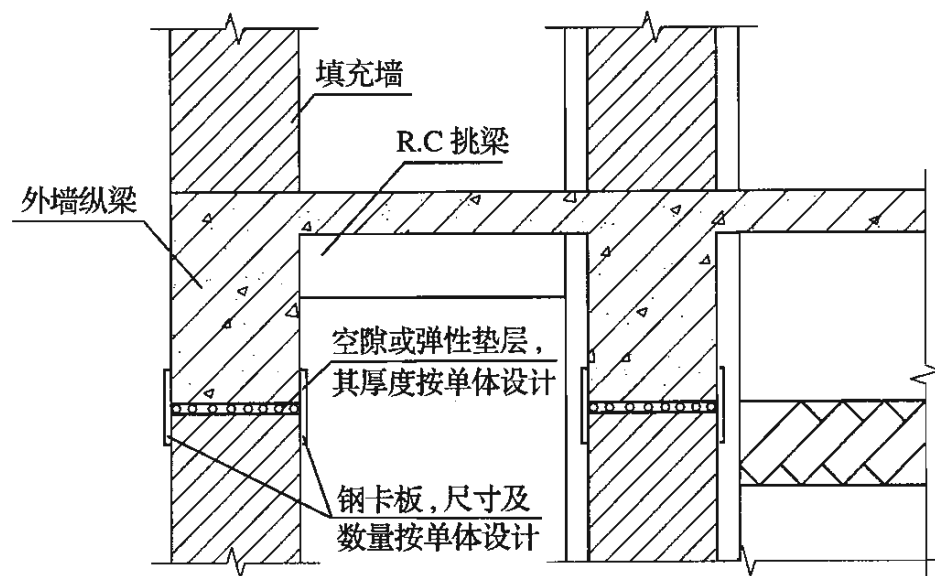 填充墙
R.C 挑梁
外墙纵梁
空隙或弹性垫层，
其厚度按单体设计
钢卡板，尺寸及
数量按单体设计